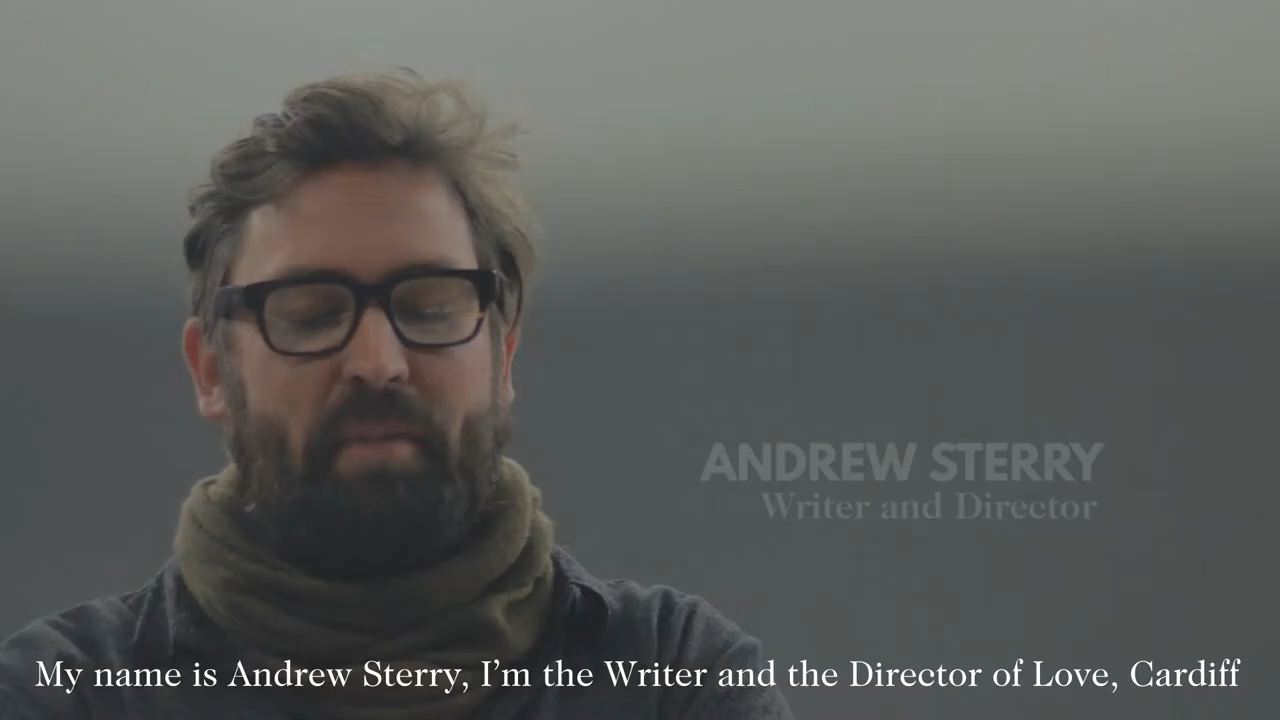 ANDREW STERRY
Writer and Director
My name is Andrew Sterry, I'm the Writer and the Director of Love, Cardiff